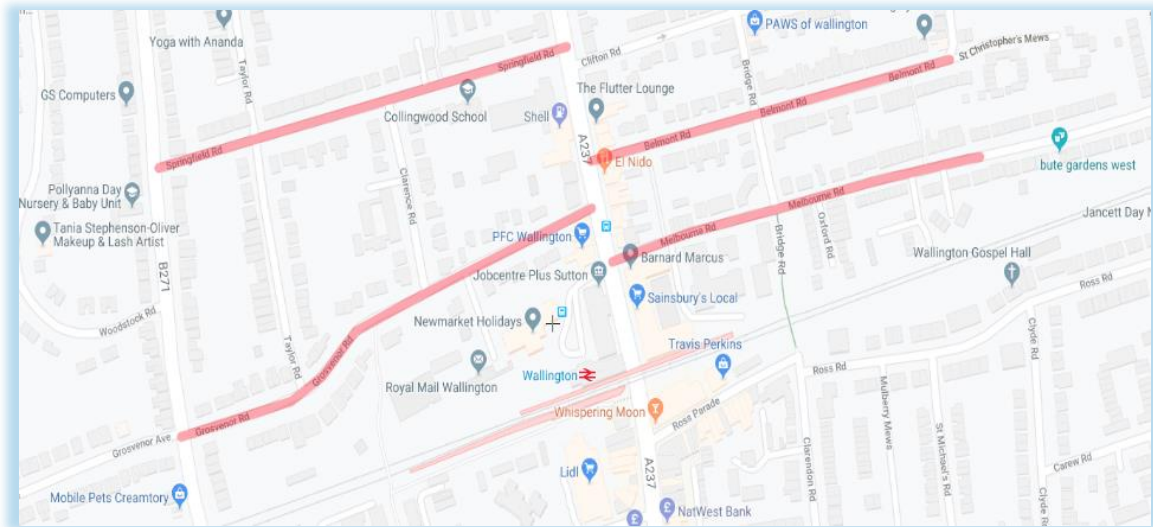 PAWS of wallington
Yoga with Ananda
Clifton Rd
St Christopher's Mews
Springfield Rd
Taylor Rd
Bridge Rd
Belmont Rd
GS Computers
The Flutter Lounge
Collingwood School
Shell
A237
Belmont Rd
El Nido
bute gardens west
Springfield Rd
Pollyanna Day
Nursery & Baby Unit
Clarence Rd
Melbourne Rd
Tania Stephenson-Oliver
Makeup & Lash Artist
PFC Wallington
Melbourne Rd
Oxford Rd
Bridge Rd
Jancett Day
Barnard Marcus
Wallington Gospel Hall
B271
Jobcentre Plus Sutton
Sainsbury's Local
Ross Rd
Woodstock Rd
Newmarket Holidays
Taylor Rd
Grosvenor Rd
Travis Perkins
Clyde Rd
Royal Mail Wallington
Wallington
Ross Rd
Whispering Moon
Ross Parade
Mulberry Mews
Grosvenor Rd
Grosvenor Ave
St Michael's Rd
Clarendon Rd
Carew Rd
Lidl
A237
Clyde Rd
Mobile Pets Creamtory
NatWest Bank